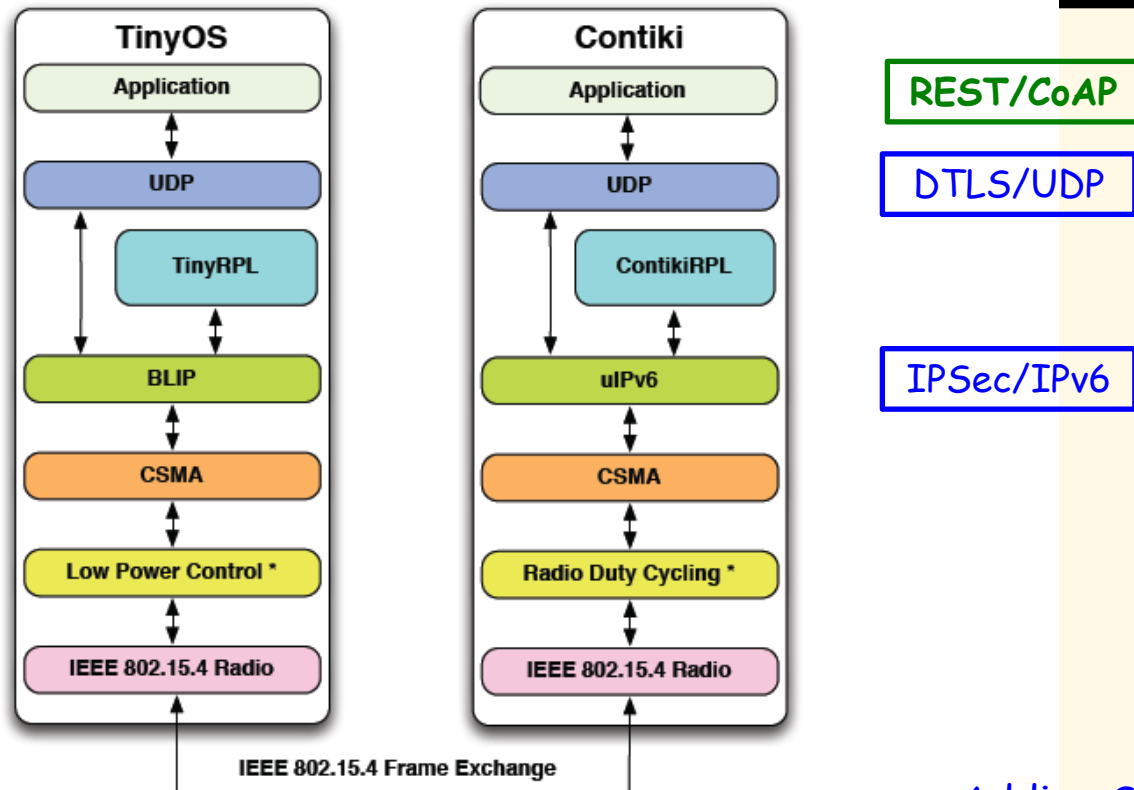 TinyOS
Application
UDP
TinyRPL
BLIP
CSMA
Low Power Control *
IEEE 802.15.4 Radio
Contiki
Application
UDP
ContikiRPL
uIPv6
CSMA
Radio Duty Cycling *
IEEE 802.15.4 Radio
IEEE 802.15.4 Frame Exchange
REST/CoAP
DTLS/UDP
IPSec/IPv6